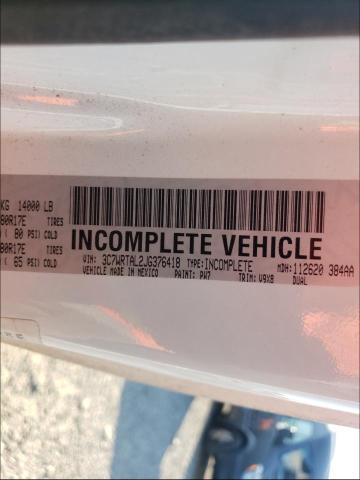 KG 14000 LB
80R17E TIRES
( 80 PSI) COLD
80R17E TIRES
( 65 PSI) COLD
INCOMPLETE VEHICLE
VIN: 3C7WRTAL2JG376418 TYPE:INCOMPLETE MDH:112620 384AA
VEHICLE MADE IN MEXICO PAINT: PW7 TRIM: V9X8 DUAL